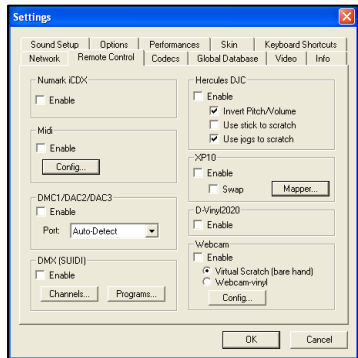 Settings
Sound Setup Options Performances Skin Keyboard Shortcuts
Network Remote Control Codecs Global Database Video Info
Numark iCDX
Enable
Midi
Enable
Config...
DMC1/DAC2/DAC3
Enable
Port: Auto-Detect
DMX (SUIDI)
Enable
Channels... Programs...
Hercules DJC
Enable
Invert Pitch/Volume
Use stick to scratch
Use jogs to scratch
XP10
Enable
Swap Mapper...
D-Vinyl2020
Enable
Webcam
Enable
Virtual Scratch (bare hand)
Webcam-vinyl
Config...
OK Cancel